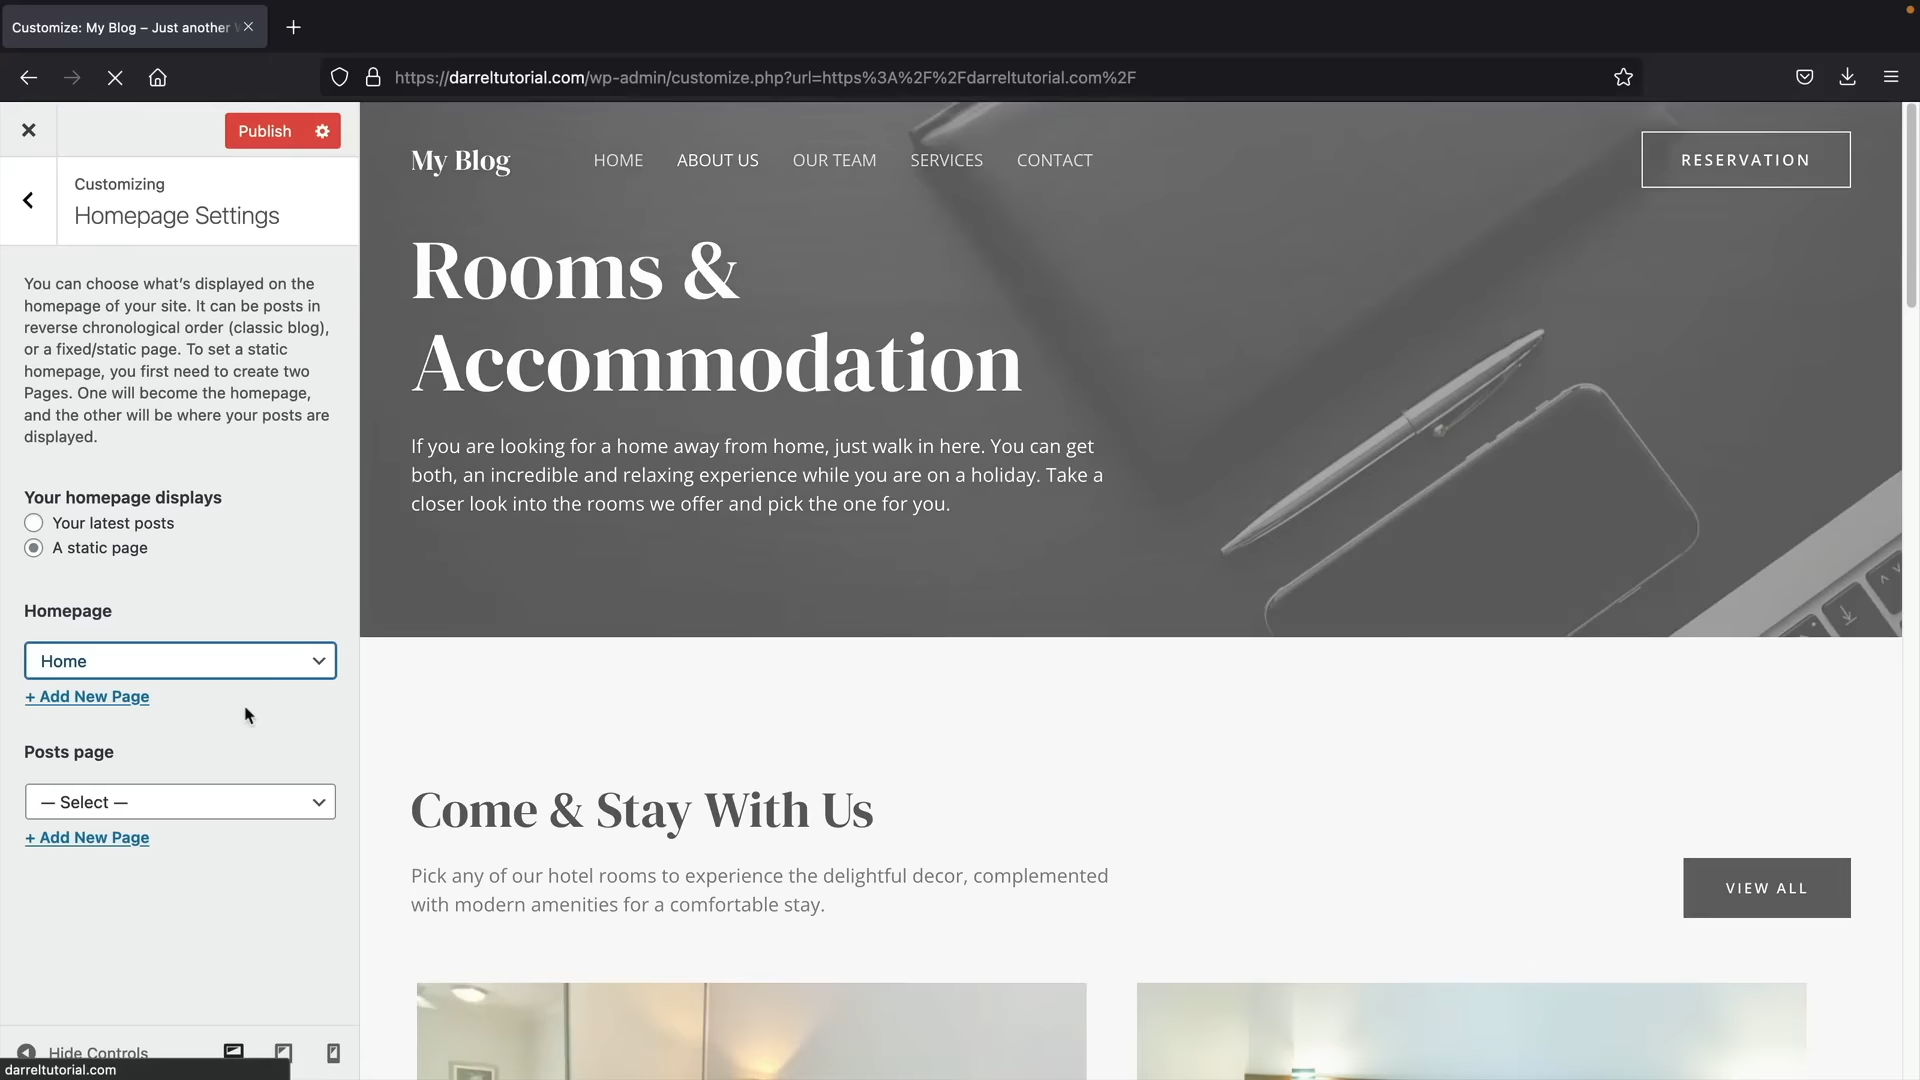 Customize: My Blog – Just another
https://darreltutorial.com/wp-admin/customize.php?url=https%3A%2F%2Fdarreltutorial.com%2F
Publish
Customizing
Homepage Settings
You can choose what's displayed on the
homepage of your site. It can be posts in
reverse chronological order (classic blog),
or a fixed/static page. To set a static
homepage, you first need to create two
Pages. One will become the homepage,
and the other will be where your posts are
displayed.
Your homepage displays
Your latest posts
A static page
Homepage
Home
+ Add New Page
Posts page
— Select —
+ Add New Page
Hide Controls
darreltutorial.com
My Blog
HOME
ABOUT US
OUR TEAM
SERVICES
CONTACT
RESERVATION
Rooms &
Accommodation
If you are looking for a home away from home, just walk in here. You can get
both, an incredible and relaxing experience while you are on a holiday. Take a
closer look into the rooms we offer and pick the one for you.
Come & Stay With Us
Pick any of our hotel rooms to experience the delightful decor, complemented
with modern amenities for a comfortable stay.
VIEW ALL